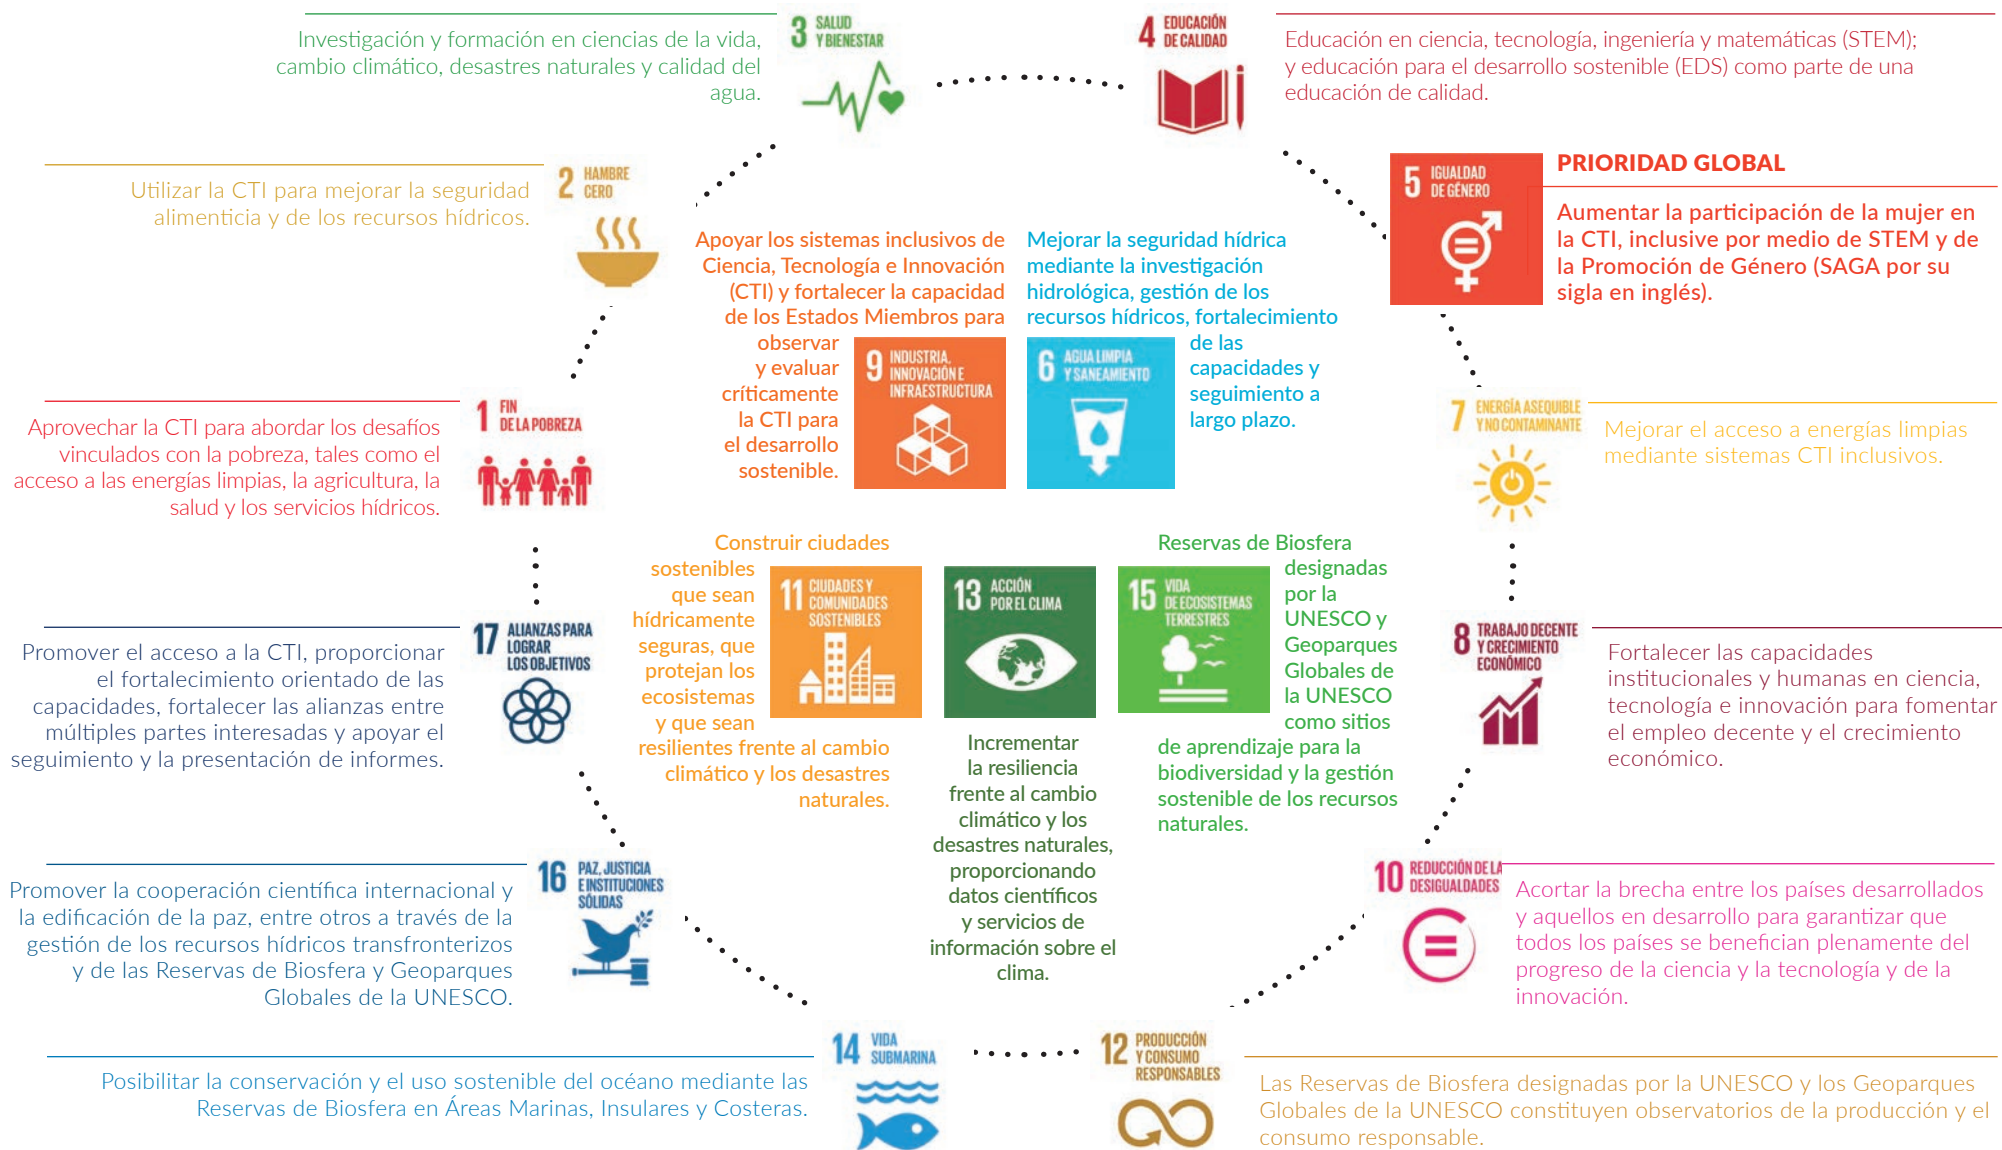 3 SALUD
Y BIENESTAR
Investigación y formación en ciencias de la vida,
cambio climático, desastres naturales y calidad del
agua.
4 EDUCACIÓN
DE CALIDAD
Educación en ciencia, tecnología, ingeniería y matemáticas (STEM);
y educación para el desarrollo sostenible (EDS) como parte de una
educación de calidad.
2 HAMBRE
CERO
Utilizar la CTI para mejorar la seguridad
alimenticia y de los recursos hídricos.
5 IGUALDAD
DE GÉNERO
PRIORIDAD GLOBAL
Aumentar la participación de la mujer en
la CTI, inclusive por medio de STEM y de
la Promoción de Género (SAGA por su
sigla en inglés).
Apoyar los sistemas inclusivos de
Ciencia, Tecnología e Innovación
(CTI) y fortalecer la capacidad
de los Estados Miembros para
observar
y evaluar
críticamente
la CTI para
el desarrollo
sostenible.
9 INDUSTRIA,
INNOVACIÓN E
INFRAESTRUCTURA
Mejorar la seguridad hídrica
mediante la investigación
hidrológica, gestión de los
recursos hídricos, fortalecimiento
de las
capacidades y
seguimiento a
largo plazo.
6 AGUA LIMPIA
Y SANEAMIENTO
1 FIN
DE LA POBREZA
Aprovechar la CTI para abordar los desafíos
vinculados con la pobreza, tales como el
acceso a las energías limpias, la agricultura, la
salud y los servicios hídricos.
7 ENERGÍA ASEQUIBLE
Y NO CONTAMINANTE
Mejorar el acceso a energías limpias
mediante sistemas CTI inclusivos.
Construir ciudades
sostenibles
que sean
hídricamente
seguras, que
protejan los
ecosistemas
y que sean
resilientes frente al cambio
climático y los desastres
naturales.
11 CIUDADES Y
COMUNIDADES
SOSTENIBLES
13 ACCIÓN
POR EL CLIMA
Incrementar
la resiliencia
frente al cambio
climático y los
desastres naturales,
proporcionando
datos científicos
y servicios de
información sobre el
clima.
15 VIDA
DE ECOSISTEMAS
TERRESTRES
Reservas de Biosfera
designadas
por la
UNESCO y
Geoparques
Globales de
la UNESCO
como sitios
de aprendizaje para la
biodiversidad y la gestión
sostenible de los recursos
naturales.
17 ALIANZAS PARA
LOGRAR
LOS OBJETIVOS
Promover el acceso a la CTI, proporcionar
el fortalecimiento orientado de las
capacidades, fortalecer las alianzas entre
múltiples partes interesadas y apoyar el
seguimiento y la presentación de informes.
8 TRABAJO DECENTE
Y CRECIMIENTO
ECONÓMICO
Fortalecer las capacidades
institucionales y humanas en ciencia,
tecnología e innovación para fomentar
el empleo decente y el crecimiento
económico.
16 PAZ, JUSTICIA
E INSTITUCIONES
SÓLIDAS
Promover la cooperación científica internacional y
la edificación de la paz, entre otros a través de la
gestión de los recursos hídricos transfronterizos
y de las Reservas de Biosfera y Geoparques
Globales de la UNESCO.
10 REDUCCIÓN DE LA
DESIGUALDADES
Acortar la brecha entre los países desarrollados
y aquellos en desarrollo para garantizar que
todos los países se benefician plenamente del
progreso de la ciencia y la tecnología y de la
innovación.
14 VIDA
SUBMARINA
Posibilitar la conservación y el uso sostenible del océano mediante las
Reservas de Biosfera en Áreas Marinas, Insulares y Costeras.
12 PRODUCCIÓN
Y CONSUMO
RESPONSABLES
Las Reservas de Biosfera designadas por la UNESCO y los Geoparques
Globales de la UNESCO constituyen observatorios de la producción y el
consumo responsable.